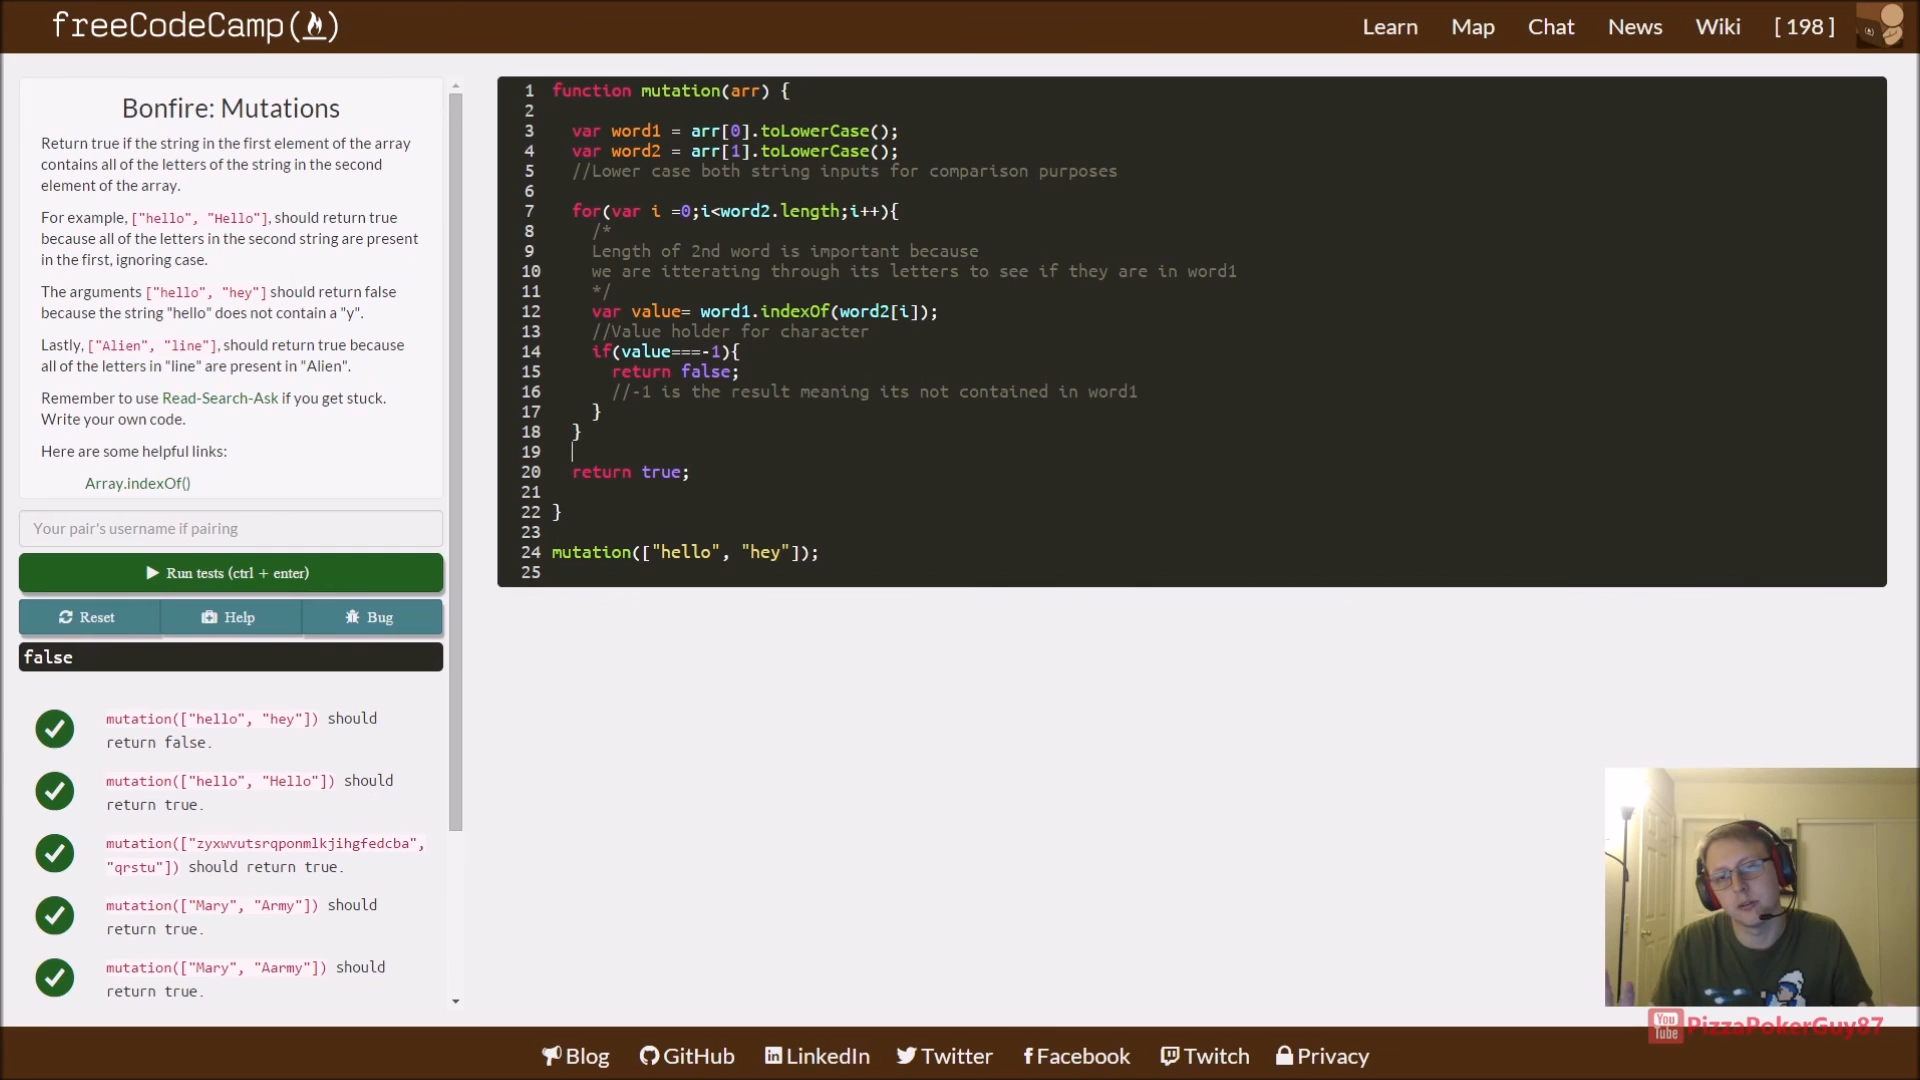 freeCodeCamp(🔥)
Learn Map Chat News Wiki [ 198 ]
Bonfire: Mutations
Return true if the string in the first element of the array
contains all of the letters of the string in the second
element of the array.
For example, ["hello", "Hello"], should return true
because all of the letters in the second string are present
in the first, ignoring case.
The arguments ["hello", "hey"] should return false
because the string "hello" does not contain a "y".
Lastly, ["Alien", "line"], should return true because
all of the letters in "line" are present in "Alien".
Remember to use Read-Search-Ask if you get stuck.
Write your own code.
Here are some helpful links:
Array.indexOf()
Your pair's username if pairing
Run tests (ctrl + enter)
Reset Help Bug
false
mutation(["hello", "hey"]) should
return false.
mutation(["hello", "Hello"]) should
return true.
mutation(["zyxwvutsrqponmlkjihgfedcba",
"qrstu"]) should return true.
mutation(["Mary", "Army"]) should
return true.
mutation(["Mary", "Aarmy"]) should
return true.
1 function mutation(arr) {
2
3 var word1 = arr[0].toLowerCase();
4 var word2 = arr[1].toLowerCase();
5 //Lower case both string inputs for comparison purposes
6
7 for(var i =0;i<word2.length;i++){
8 /*
9 Length of 2nd word is important because
10 we are itterating through its letters to see if they are in word1
11 */
12 var value= word1.indexOf(word2[i]);
13 //Value holder for character
14 if(value===-1){
15 return false;
16 //-1 is the result meaning its not contained in word1
17 }
18 }
19
20 return true;
21
22 }
23
24 mutation(["hello", "hey"]);
25
You Tube PizzaPokerGuy87
Blog GitHub LinkedIn Twitter Facebook Twitch Privacy